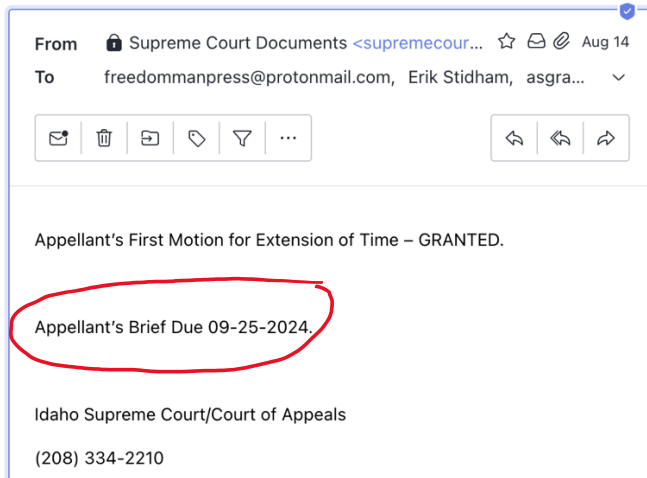 From Supreme Court Documents <supremecour... Aug 14
To freedommanpress@protonmail.com, Erik Stidham, asgra...
Appellant’s First Motion for Extension of Time – GRANTED.
Appellant’s Brief Due 09-25-2024.
Idaho Supreme Court/Court of Appeals
(208) 334-2210